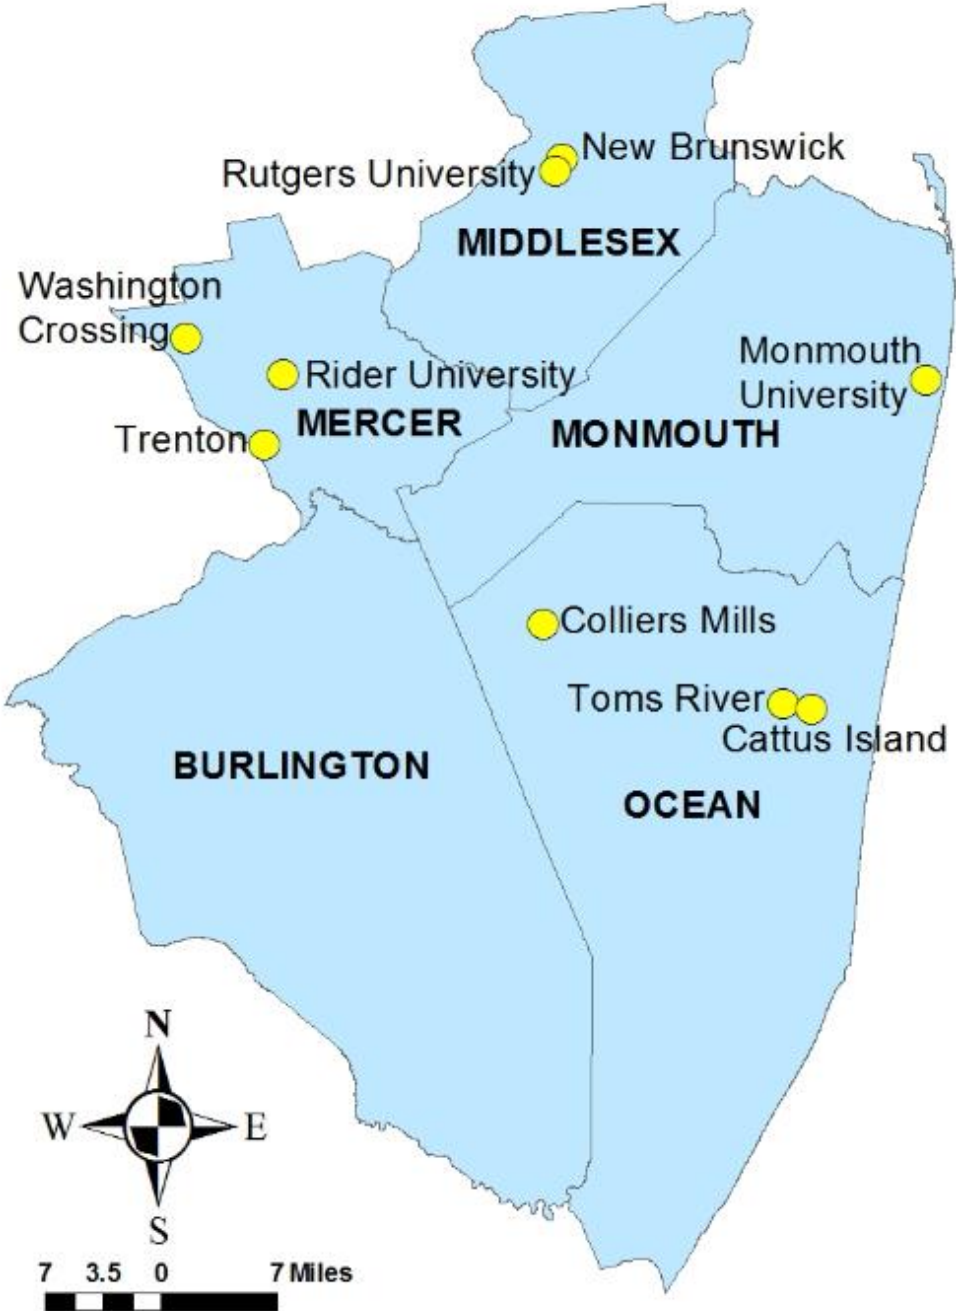 New Brunswick
Rutgers University
MIDDLESEX
Washington
Crossing
Rider University
MERCER
Trenton
Monmouth
University
MONMOUTH
Colliers Mills
Toms River
Cattus Island
BURLINGTON
OCEAN
N
W E
S
7 3.5 0 7 Miles